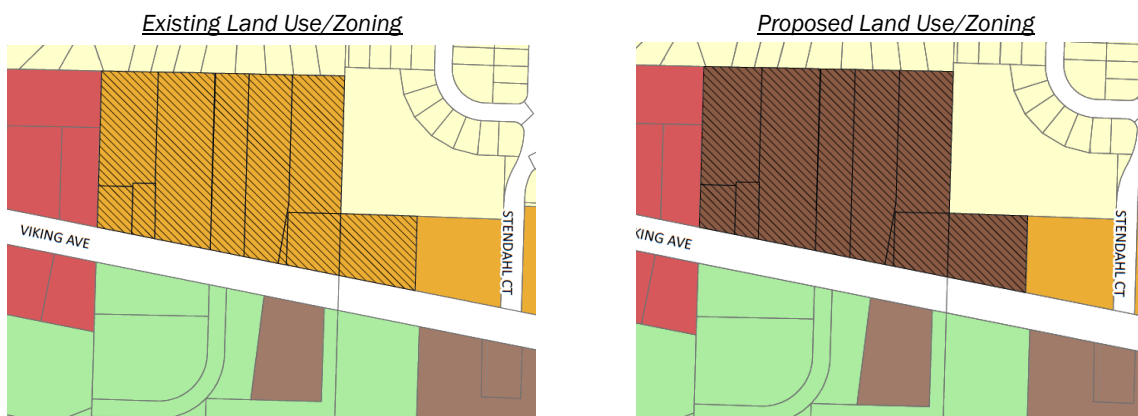 Existing Land Use/Zoning
Proposed Land Use/Zoning
VIKING AVE
STENDAHL CT
KING AVE
STENDAHL CT